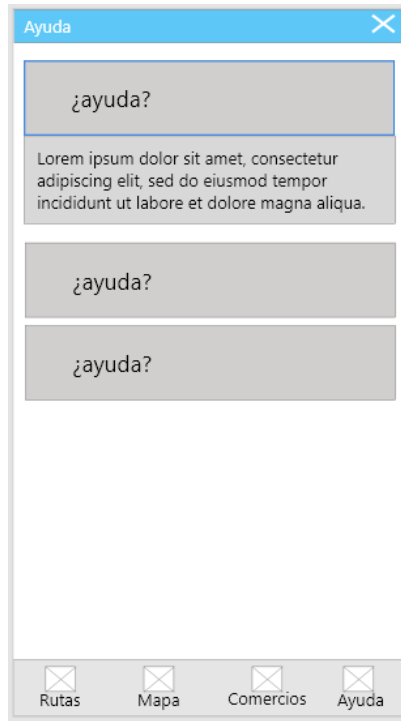 Ayuda
¿ayuda?
Lorem ipsum dolor sit amet, consectetur
adipiscing elit, sed do eiusmod tempor
incididunt ut labore et dolore magna aliqua.
¿ayuda?
¿ayuda?
Rutas
Mapa
Comercios
Ayuda